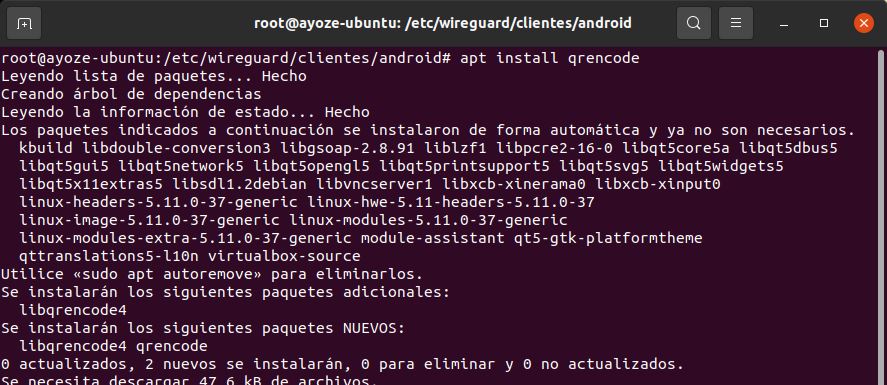 root@ayoze-ubuntu: /etc/wireguard/clientes/android
root@ayoze-ubuntu:/etc/wireguard/clientes/android# apt install qrencode
Leyendo lista de paquetes... Hecho
Creando árbol de dependencias
Leyendo la información de estado... Hecho
Los paquetes indicados a continuación se instalaron de forma automática y ya no son necesarios.
  kbuild libdouble-conversion3 libgsoap-2.8.91 liblzf1 libpcre2-16-0 libqt5core5a libqt5dbus5
  libqt5gui5 libqt5network5 libqt5opengl5 libqt5printsupport5 libqt5svg5 libqt5widgets5
  libqt5x11extras5 libsdl1.2debian libvncserver1 libxcb-xinerama0 libxcb-xinput0
  linux-headers-5.11.0-37-generic linux-hwe-5.11-headers-5.11.0-37
  linux-image-5.11.0-37-generic linux-modules-5.11.0-37-generic
  linux-modules-extra-5.11.0-37-generic module-assistant qt5-gtk-platformtheme
  qttranslations5-l10n virtualbox-source
Utilice «sudo apt autoremove» para eliminarlos.
Se instalarán los siguientes paquetes adicionales:
  libqrencode4
Se instalarán los siguientes paquetes NUEVOS:
  libqrencode4 qrencode
0 actualizados, 2 nuevos se instalarán, 0 para eliminar y 0 no actualizados.
Se necesita descargar 47,6 kB de archivos.